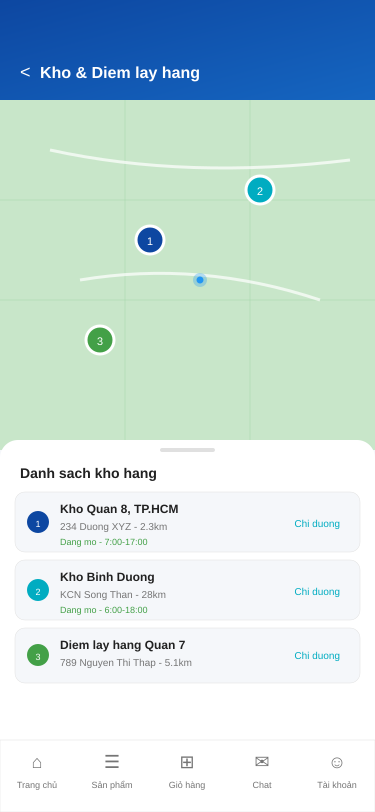 < Kho & Diem lay hang
2
1
3
Danh sach kho hang
Kho Quan 8, TP.HCM
1
234 Duong XYZ - 2.3km
Chi duong
Dang mo - 7:00-17:00
Kho Binh Duong
2
KCN Song Than - 28km
Chi duong
Dang mo - 6:00-18:00
Diem lay hang Quan 7
3
789 Nguyen Thi Thap - 5.1km
Chi duong
Trang chủ
Sản phẩm
Giỏ hàng
Chat
Tài khoản